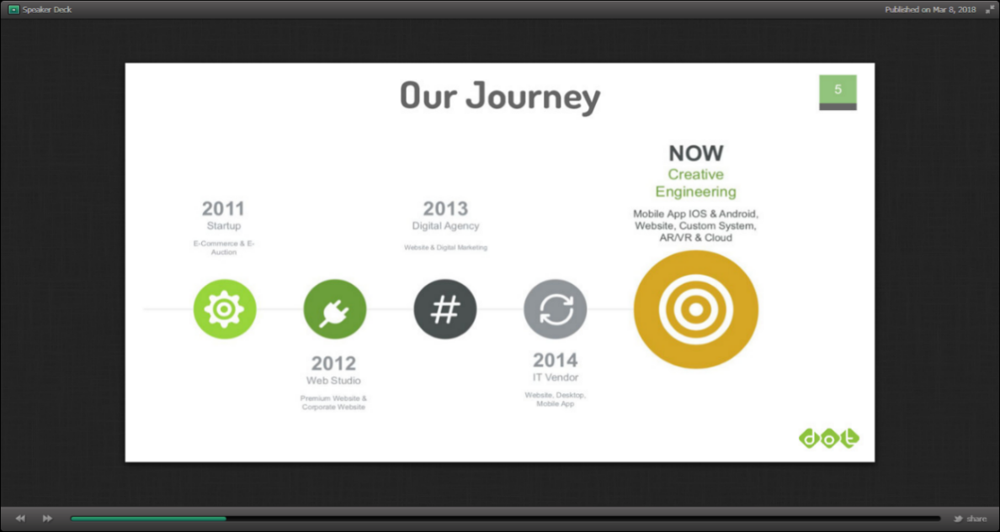 Speaker Deck
Published on Mar 8, 2018
Our Journey
5
2011
Startup
E-Commerce & E-
Auction
2012
Web Studio
Premium Website &
Corporate Website
2013
Digital Agency
Website & Digital Marketing
#
2014
IT Vendor
Website, Desktop,
Mobile App
NOW
Creative
Engineering
Mobile App IOS & Android,
Website, Custom System,
AR/VR & Cloud
dot
share